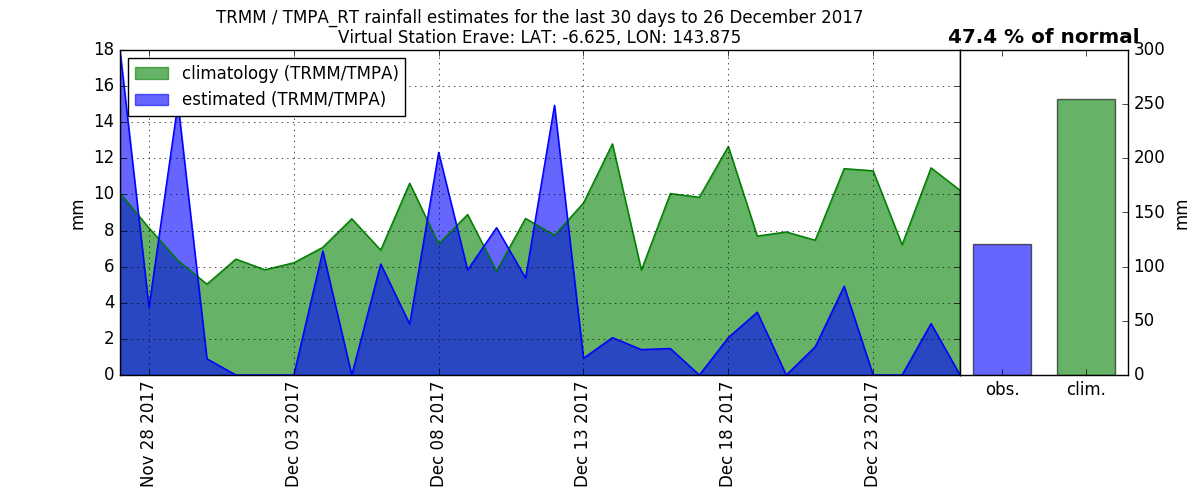 TRMM / TMPA_RT rainfall estimates for the last 30 days to 26 December 2017
Virtual Station Erave: LAT: -6.625, LON: 143.875
47.4 % of normal
climatology (TRMM/TMPA)
estimated (TRMM/TMPA)
18
16
14
12
10
8
6
4
2
0
mm
Nov 28 2017
Dec 03 2017
Dec 08 2017
Dec 13 2017
Dec 18 2017
Dec 23 2017
300
250
200
150
100
50
0
mm
obs.
clim.